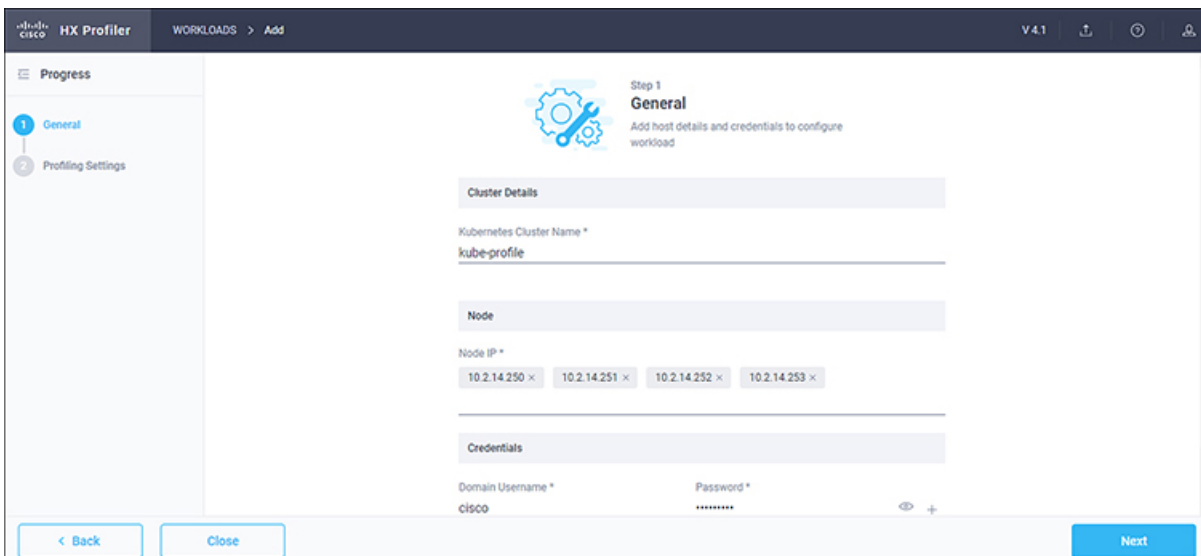 cisco HX Profiler WORKLOADS > Add V 4.1
Progress
1 General
2 Profiling Settings
Step 1
General
Add host details and credentials to configure
workload
Cluster Details
Kubernetes Cluster Name *
kube-profile
Node
Node IP *
10.2.14.250 × 10.2.14.251 × 10.2.14.252 × 10.2.14.253 ×
Credentials
Domain Username * Password *
cisco •••••••••
< Back Close Next